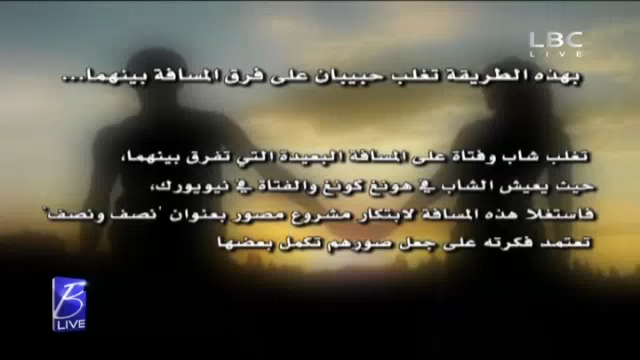 LBC
LIVE
بهذه الطريقة تغلب حبيبان على فرق المسافة بينهما...
تغلب شاب وفتاة على المسافة البعيدة التي تفرق بينهما،
حيث يعيش الشاب في هونغ كونغ والفتاة في نيويورك،
فاستغلا هذه المسافة لابتكار مشروع مصور بعنوان "نصف ونصف"
تعتمد فكرته على جعل صورهم تكمل بعضها
B
LIVE